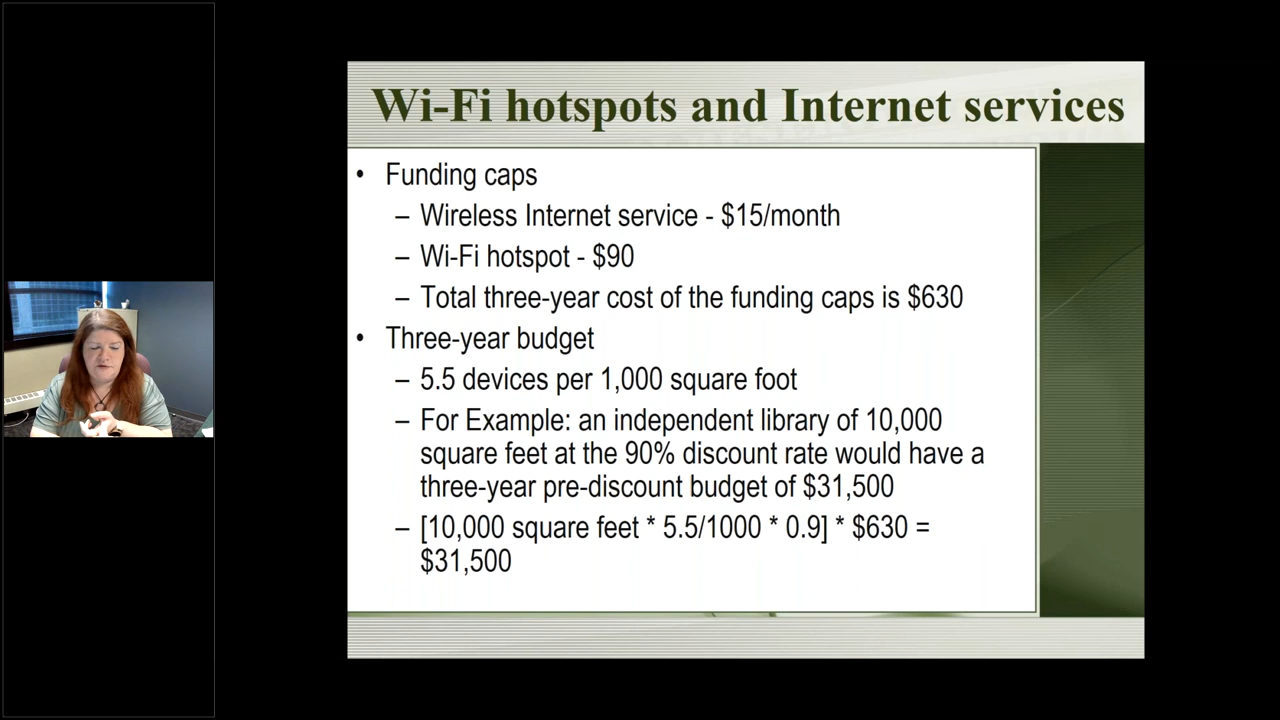 Wi-Fi hotspots and Internet services
• Funding caps
– Wireless Internet service - $15/month
– Wi-Fi hotspot - $90
– Total three-year cost of the funding caps is $630
• Three-year budget
– 5.5 devices per 1,000 square foot
– For Example: an independent library of 10,000
square feet at the 90% discount rate would have a
three-year pre-discount budget of $31,500
– [10,000 square feet * 5.5/1000 * 0.9] * $630 =
$31,500